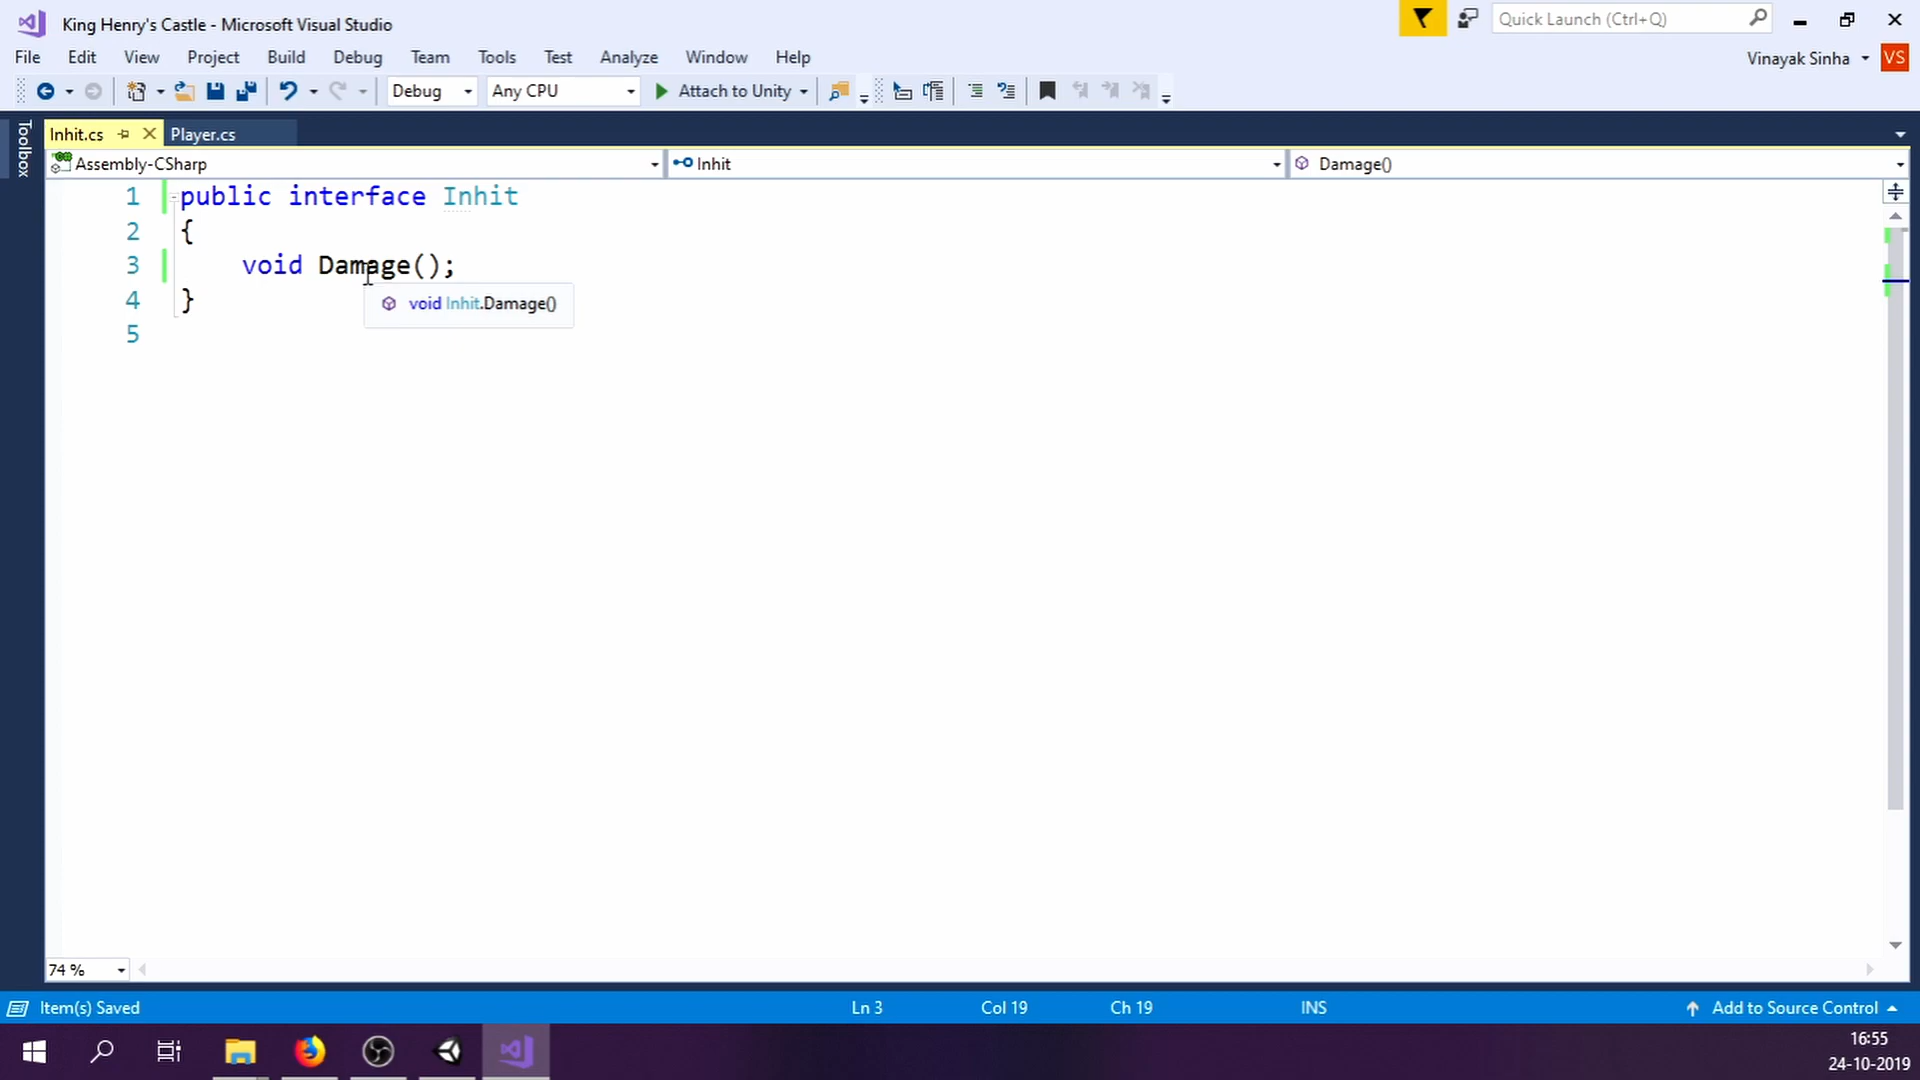 King Henry's Castle - Microsoft Visual Studio
Quick Launch (Ctrl+Q)
File Edit View Project Build Debug Team Tools Test Analyze Window Help
Vinayak Sinha VS
Debug Any CPU Attach to Unity
Toolbox
Inhit.cs Player.cs
Assembly-CSharp Inhit Damage()
1 public interface Inhit
2 {
3 void Damage();
4 }
void Inhit.Damage()
5
74 %
Item(s) Saved Ln 3 Col 19 Ch 19 INS Add to Source Control
16:55
24-10-2019